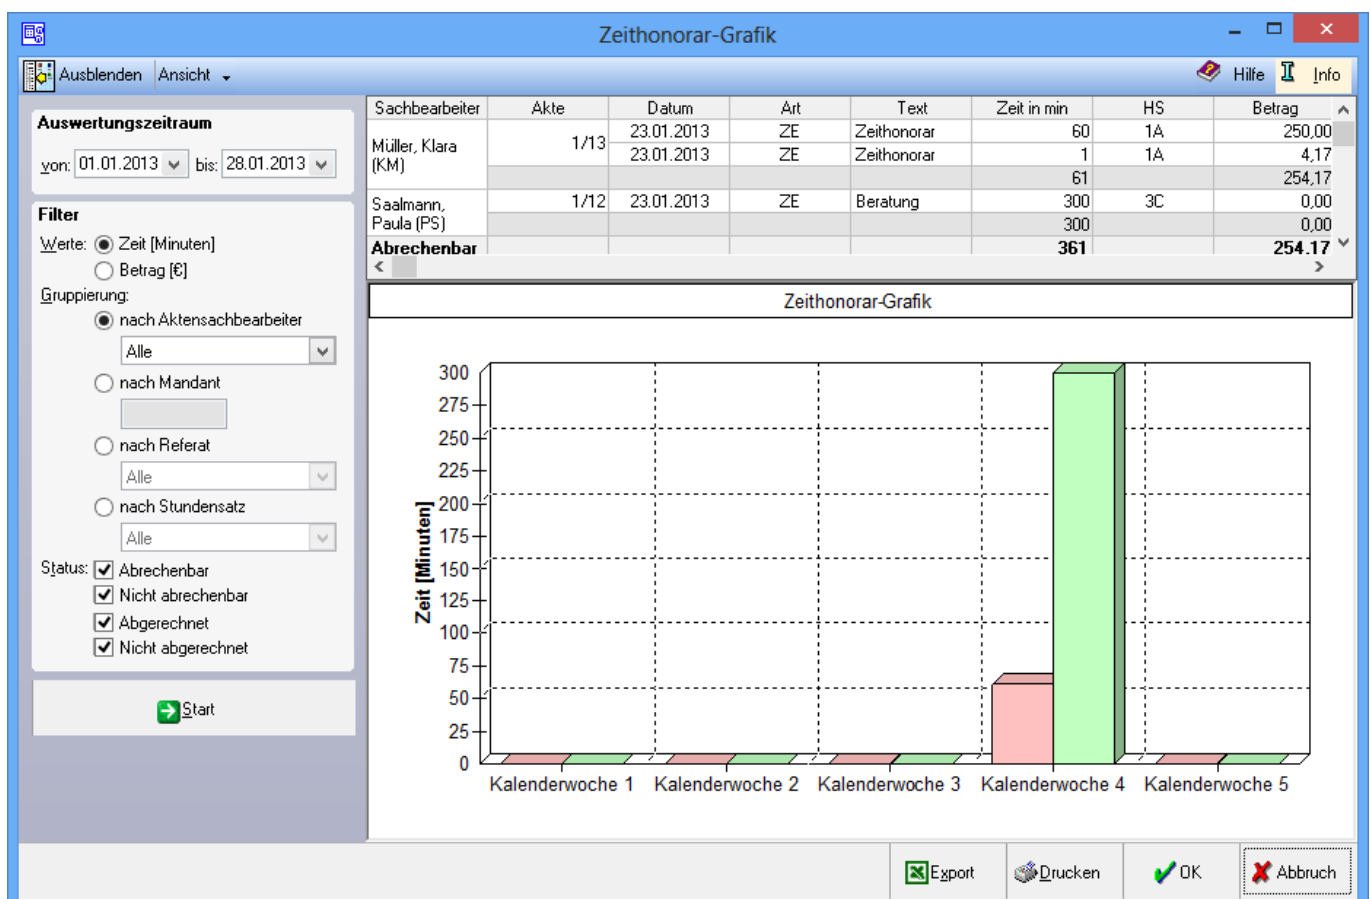 Zeithonorar-Grafik
Ausblenden Ansicht Hilfe Info
Auswertungszeitraum
von: 01.01.2013 bis: 28.01.2013
Filter
Werte: Zeit [Minuten]
Betrag [€]
Gruppierung:
nach Aktensachbearbeiter
Alle
nach Mandant
nach Referat
Alle
nach Stundensatz
Alle
Status: Abrechenbar
Nicht abrechenbar
Abgerechnet
Nicht abgerechnet
Start
Sachbearbeiter Akte Datum Art Text Zeit in min HS Betrag
Müller, Klara (KM) 1/13 23.01.2013 ZE Zeithonorar 60 1A 250,00
23.01.2013 ZE Zeithonorar 1 1A 4,17
61 254,17
Saalmann, Paula (PS) 1/12 23.01.2013 ZE Beratung 300 3C 0,00
300 0,00
Abrechenbar 361 254,17
Zeithonorar-Grafik
Zeit [Minuten]
300
275
250
225
200
175
150
125
100
75
50
25
0
Kalenderwoche 1 Kalenderwoche 2 Kalenderwoche 3 Kalenderwoche 4 Kalenderwoche 5
Export Drucken OK Abbruch